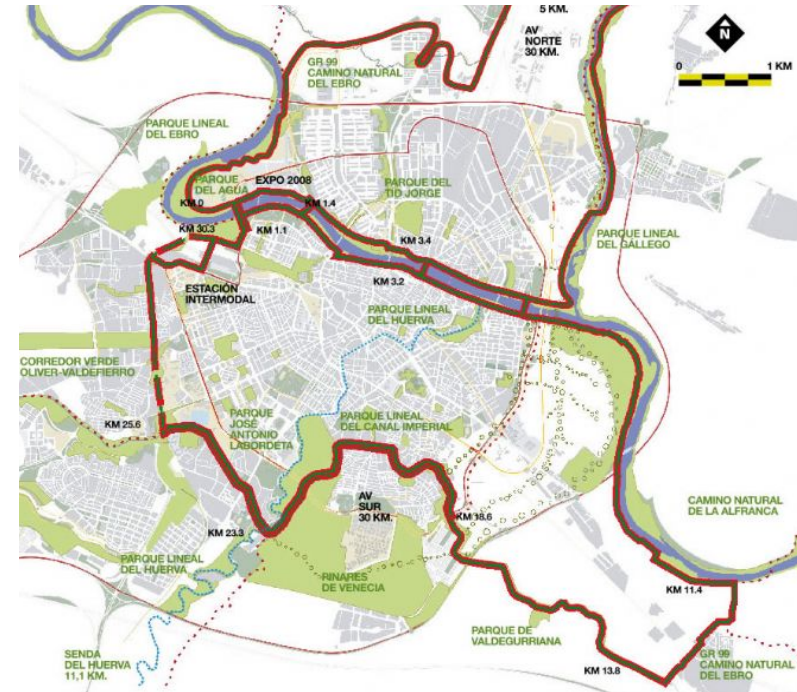 5 KM.
AV
NORTE
30 KM.
N
0 1 KM
GR 99
CAMINO NATURAL
DEL EBRO
PARQUE LINEAL
DEL EBRO
PARQUE
DEL AGUA
EXPO 2008
PARQUE DEL
TIO JORGE
KM 0
KM 1.4
KM 30.3
KM 1.1
KM 3.4
PARQUE LINEAL
DEL GÁLLEGO
KM 3.2
ESTACIÓN
INTERMODAL
PARQUE LINEAL
DEL HUERVA
CORREDOR VERDE
OLIVER-VALDEFIERRO
PARQUE
JOSÉ
ANTONIO
LABORDETA
PARQUE LINEAL
DEL CANAL IMPERIAL
KM 25.6
AV
SUR
30 KM.
CAMINO NATURAL
DE LA ALFRANCA
KM 18.6
KM 23.3
PARQUE LINEAL
DEL HUERVA
PINARES
DE VENECIA
KM 11.4
PARQUE DE
VALDEGURRIANA
SENDA
DEL HUERVA
11,1 KM.
KM 13.8
GR 99
CAMINO NATURAL
DEL EBRO